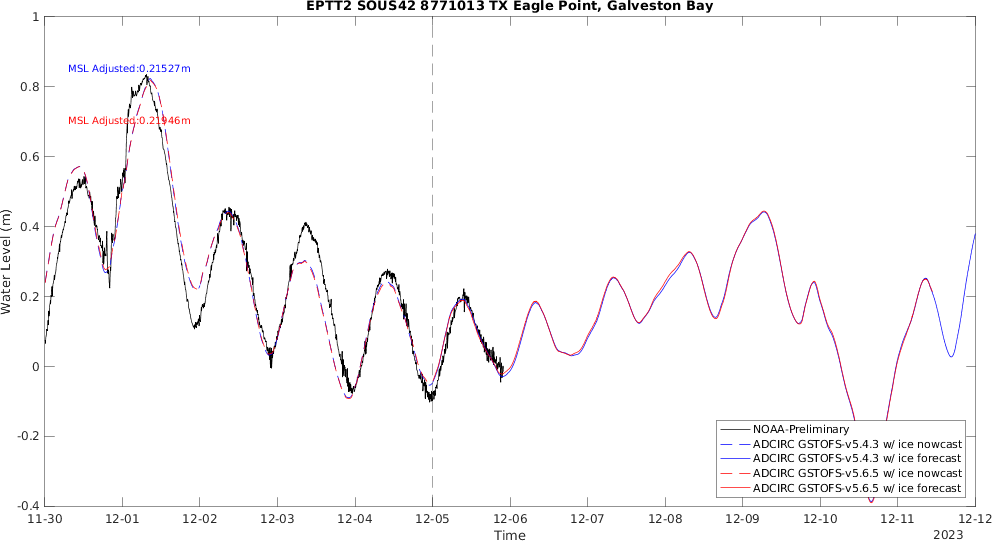 EPTT2 SOUS42 8771013 TX Eagle Point, Galveston Bay
1
MSL Adjusted:0.21527m
0.8
MSL Adjusted:0.21946m
0.6
0.4
Water Level (m)
0.2
0
-0.2
-0.4
NOAA-Preliminary
ADCIRC GSTOFS-v5.4.3 w/ ice nowcast
ADCIRC GSTOFS-v5.4.3 w/ ice forecast
ADCIRC GSTOFS-v5.6.5 w/ ice nowcast
ADCIRC GSTOFS-v5.6.5 w/ ice forecast
11-30 12-01 12-02 12-03 12-04 12-05 12-06 12-07 12-08 12-09 12-10 12-11 12-12
Time
2023